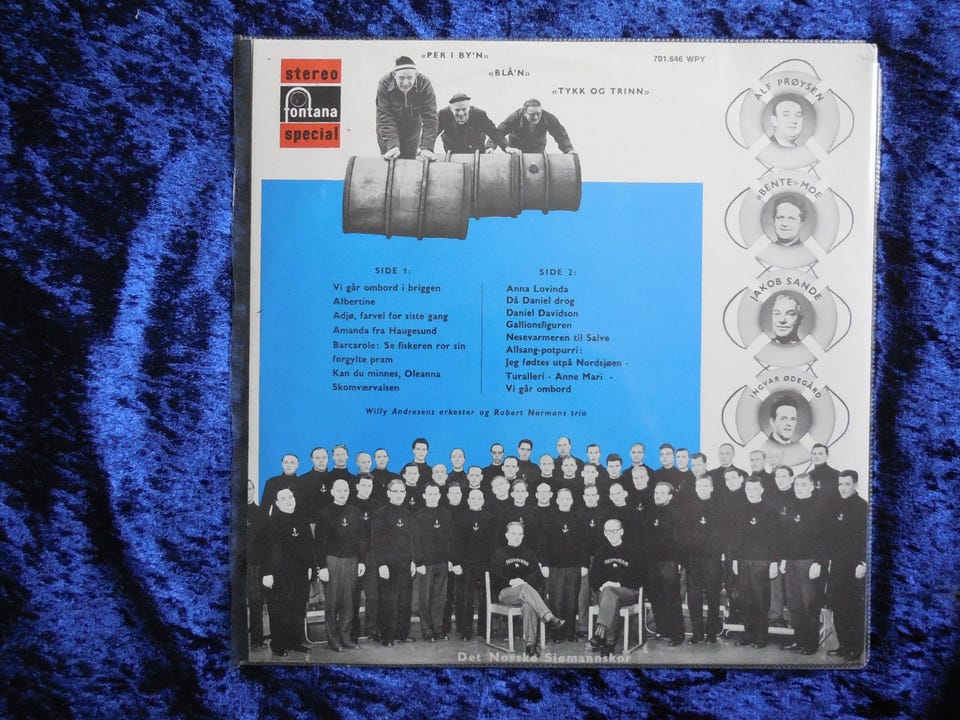 stereo
fontana
special
«PER I BY'N»
«BLÅ'N»
«TYKK OG TRINN»
701.646 WPY
ALF PRØYSEN
«BENTE» MOE
JAKOB SANDE
INGVAR ØDEGÅRD
SIDE 1:
Vi går ombord i briggen
Albertine
Adjø, farvel for siste gang
Amanda fra Haugesund
Barcarole: Se fiskeren ror sin
forgylte pram
Kan du minnes, Oleanna
Skomværvalsen
SIDE 2:
Anna Lovinda
Då Daniel drog
Daniel Davidson
Gallionsfiguren
Nesevarmeren til Salve
Allsang-potpurri:
Jeg fødtes utpå Nordsjøen -
Turalleri - Anne Mari -
Vi går ombord
Willy Andresens orkester og Robert Normans trio
Det Norske Sjømannskor